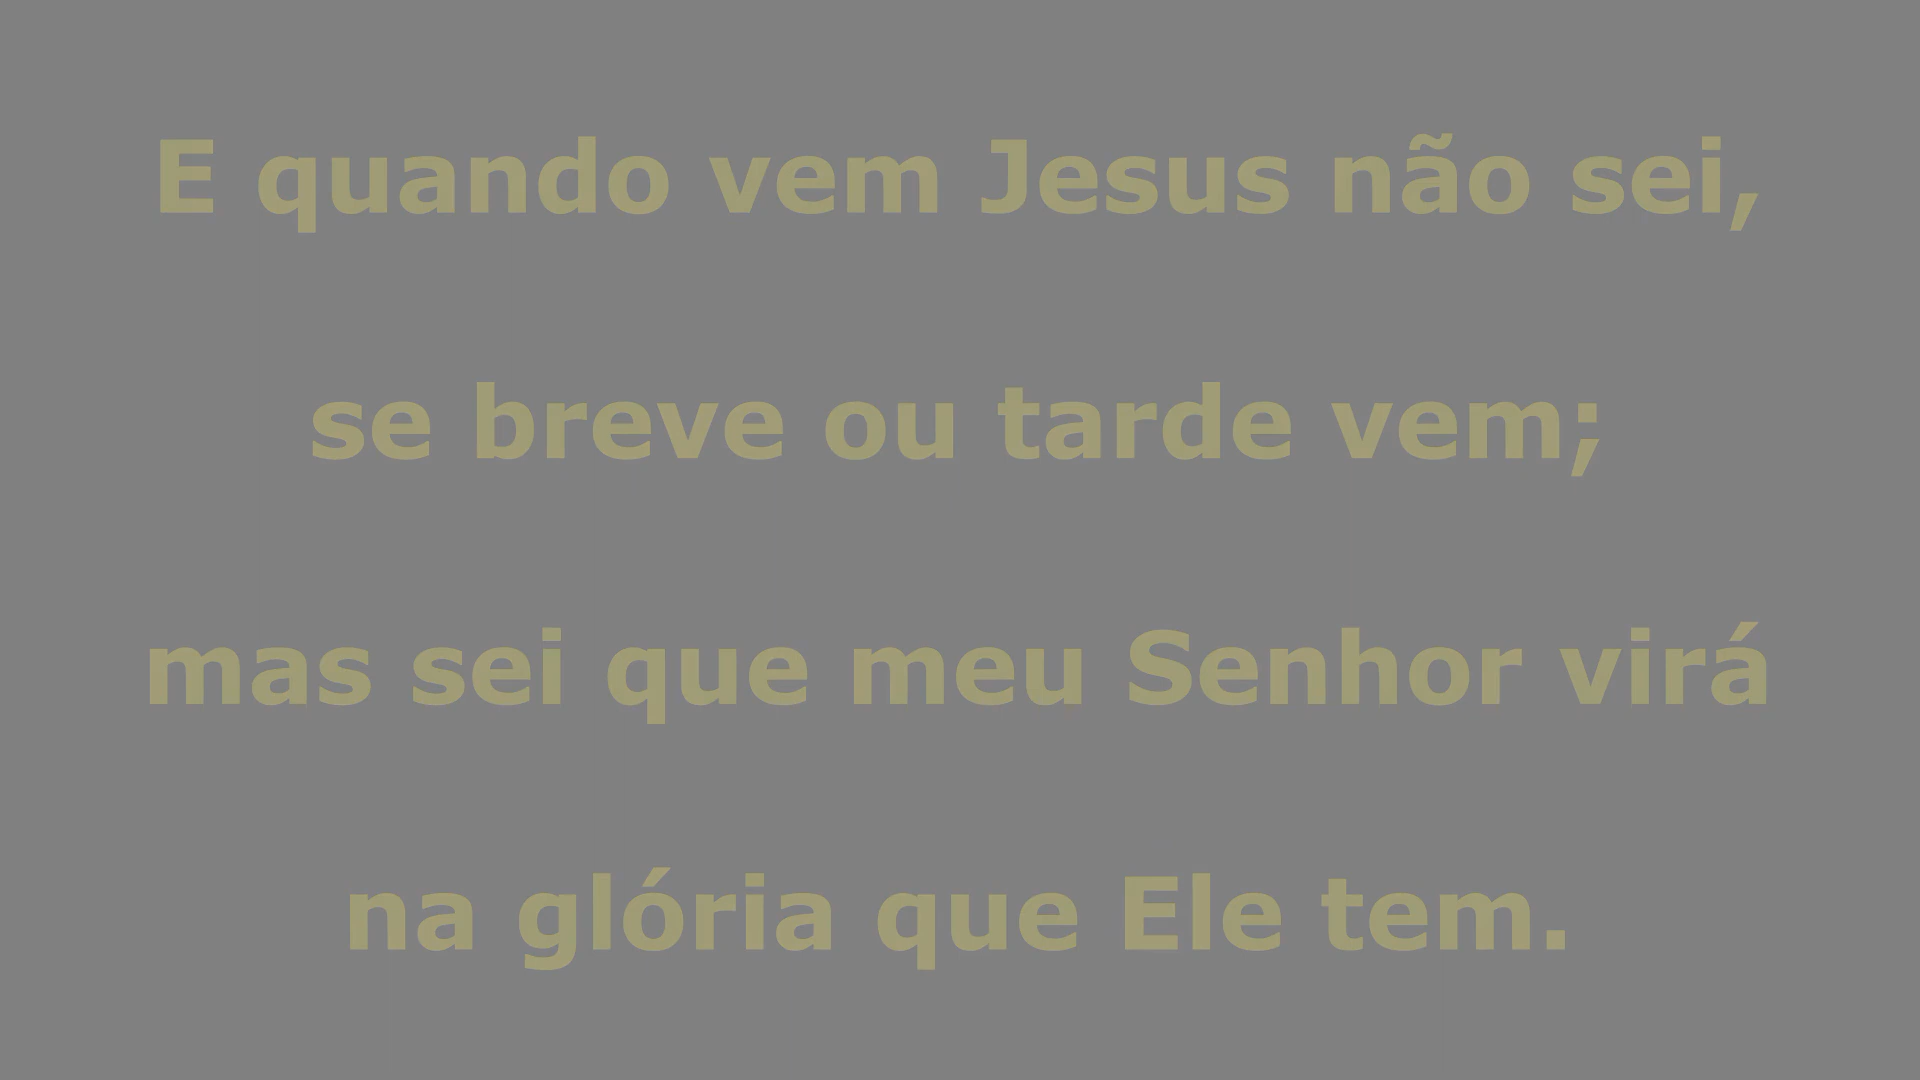 E quando vem Jesus não sei,
se breve ou tarde vem;
mas sei que meu Senhor virá
na glória que Ele tem.